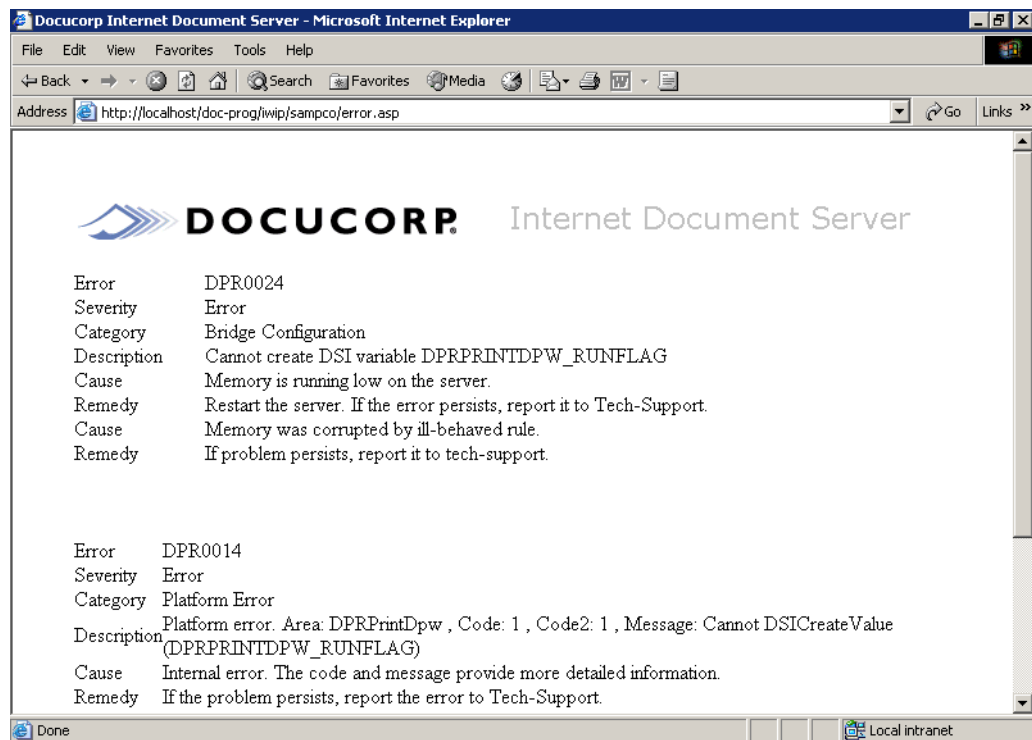 Docucorp Internet Document Server - Microsoft Internet Explorer
File Edit View Favorites Tools Help
Back Search Favorites Media
Address http://localhost/doc-prog/iwip/sampco/error.asp Go Links »
DOCUCORP® Internet Document Server
Error DPR0024
Severity Error
Category Bridge Configuration
Description Cannot create DSI variable DPRPRINTDPW_RUNFLAG
Cause Memory is running low on the server.
Remedy Restart the server. If the error persists, report it to Tech-Support.
Cause Memory was corrupted by ill-behaved rule.
Remedy If problem persists, report it to tech-support.
Error DPR0014
Severity Error
Category Platform Error
Description Platform error. Area: DPRPrintDpw , Code: 1 , Code2: 1 , Message: Cannot DSICreateValue
(DPRPRINTDPW_RUNFLAG)
Cause Internal error. The code and message provide more detailed information.
Remedy If the problem persists, report the error to Tech-Support.
Done Local intranet